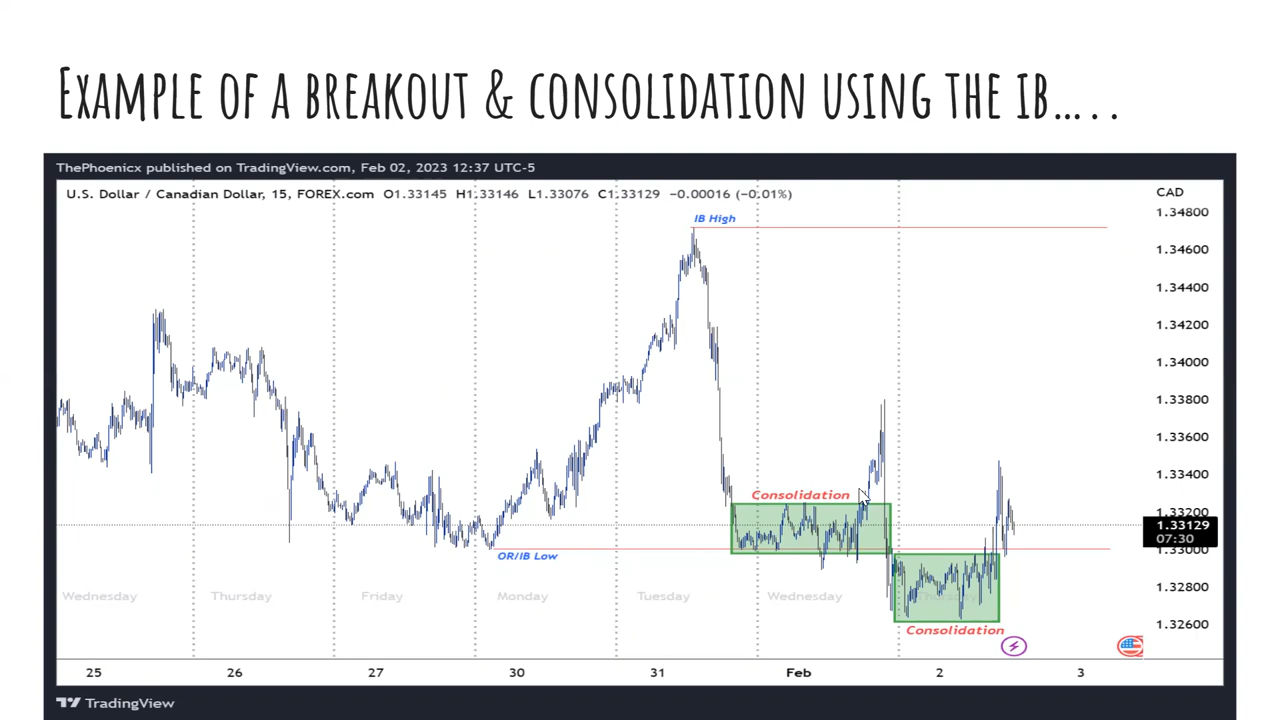 EXAMPLE OF A BREAKOUT & CONSOLIDATION USING THE IB.....
ThePhoenicx published on TradingView.com, Feb 02, 2023 12:37 UTC-5
U.S. Dollar / Canadian Dollar, 15, FOREX.com O1.33145 H1.33146 L1.33076 C1.33129 −0.00016 (−0.01%)
CAD
1.34800
IB High
1.34600
1.34400
1.34200
1.34000
1.33800
1.33600
1.33400
Consolidation
1.33200
1.33129
07:30
1.33000
OR/IB Low
1.32800
Wednesday Thursday Friday Monday Tuesday Wednesday Thursday
1.32600
Consolidation
25 26 27 30 31 Feb 2 3
TradingView